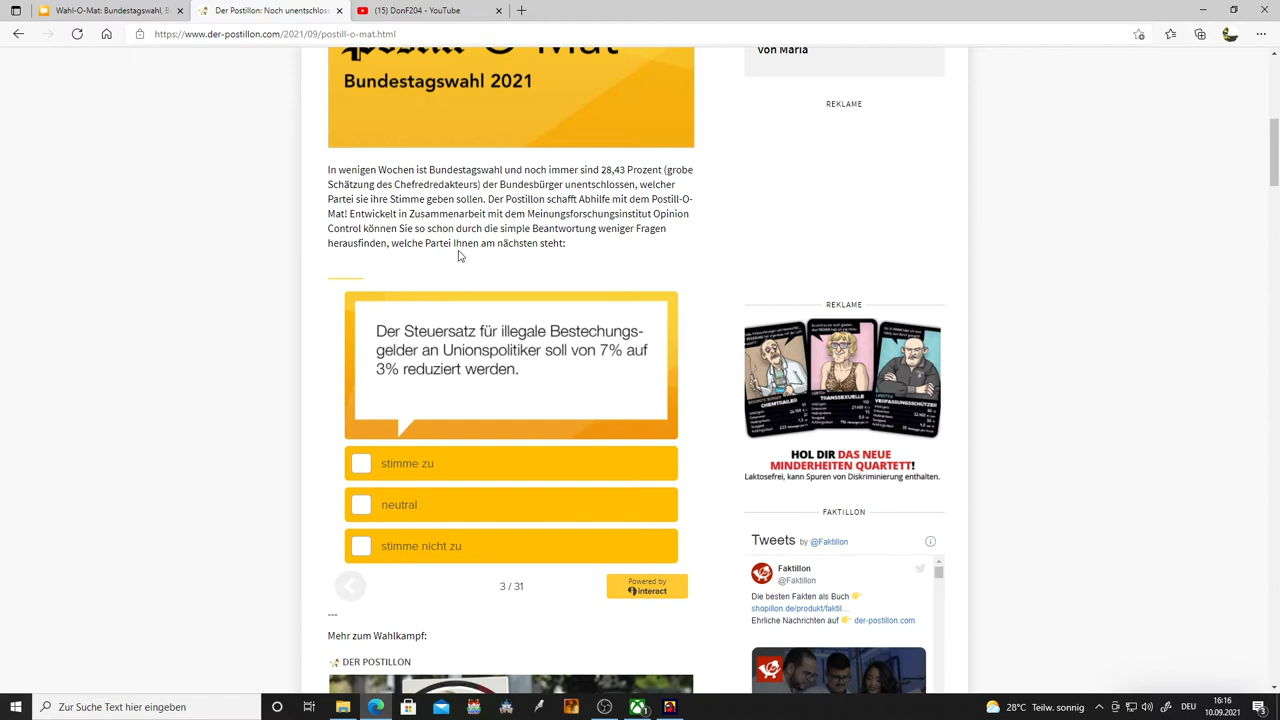 Wahl-O-Mat: Bundestagswahl - B
Der Postillon: Noch unentschlos
(15) DonF204 - YouTube
https://www.der-postillon.com/2021/09/postill-o-mat.html
Postill-O-Mat
Bundestagswahl 2021
In wenigen Wochen ist Bundestagswahl und noch immer sind 28,43 Prozent (grobe
Schätzung des Chefredredakteurs) der Bundesbürger unentschlossen, welcher
Partei sie ihre Stimme geben sollen. Der Postillon schafft Abhilfe mit dem Postill-O-
Mat! Entwickelt in Zusammenarbeit mit dem Meinungsforschungsinstitut Opinion
Control können Sie so schon durch die simple Beantwortung weniger Fragen
herausfinden, welche Partei Ihnen am nächsten steht:
Der Steuersatz für illegale Bestechungs-
gelder an Unionspolitiker soll von 7% auf
3% reduziert werden.
stimme zu
neutral
stimme nicht zu
3 / 31
Powered by
interact
---
Mehr zum Wahlkampf:
DER POSTILLON
von Maria
REKLAME
REKLAME
CHEMTRAILER
TRANSSEXUELLE
VERFASSUNGSSCHÜTZER
HOL DIR DAS NEUE
MINDERHEITEN QUARTETT!
Laktosefrei, kann Spuren von Diskriminierung enthalten.
FAKTILLON
Tweets by @Faktillon
Faktillon
@Faktillon
Die besten Fakten als Buch 👉
shopillon.de/produkt/faktil...
Ehrliche Nachrichten auf 👉 der-postillon.com
Zur Suche Text hier eingeben
28°C Teilw. sonnig
DEU
16:16
10.09.2021